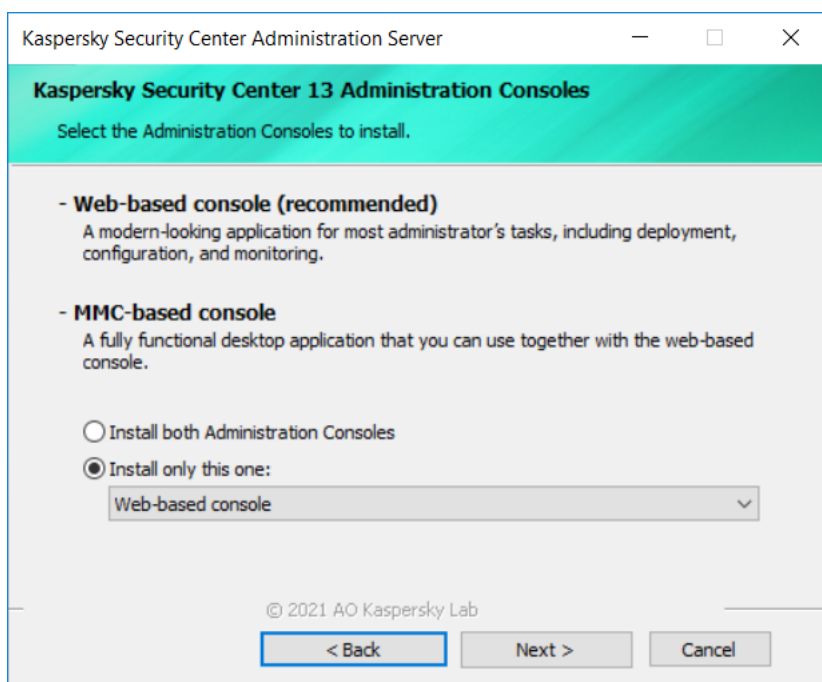 Kaspersky Security Center Administration Server
Kaspersky Security Center 13 Administration Consoles
Select the Administration Consoles to install.
- Web-based console (recommended)
A modern-looking application for most administrator's tasks, including deployment,
configuration, and monitoring.
- MMC-based console
A fully functional desktop application that you can use together with the web-based
console.
Install both Administration Consoles
Install only this one:
Web-based console
© 2021 AO Kaspersky Lab
< Back
Next >
Cancel